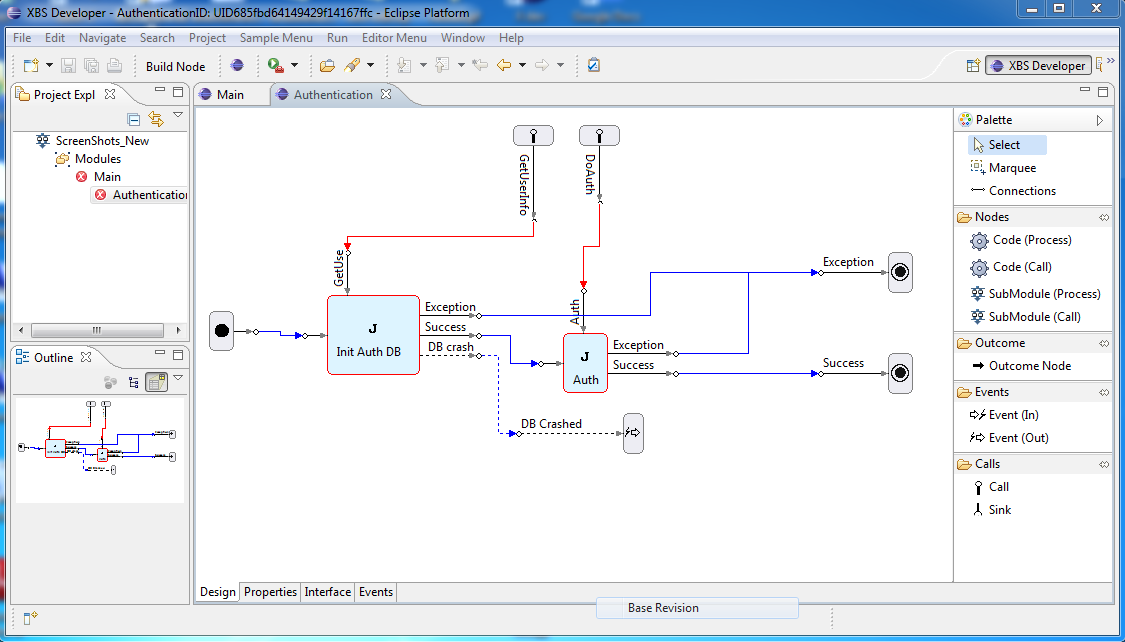 XBS Developer - AuthenticationID: UID685fbd64149429f14167ffc - Eclipse Platform
File Edit Navigate Search Project Sample Menu Run Editor Menu Window Help
Build Node
XBS Developer
Project Expl
ScreenShots_New
Modules
Main
Authentication
Outline
Main
Authentication
GetUserInfo
DoAuth
GetUse
Auth
J
Init Auth DB
Exception
Success
DB crash
J
Auth
Exception
Success
Exception
Success
DB Crashed
Palette
Select
Marquee
Connections
Nodes
Code (Process)
Code (Call)
SubModule (Process)
SubModule (Call)
Outcome
Outcome Node
Events
Event (In)
Event (Out)
Calls
Call
Sink
Design Properties Interface Events
Base Revision